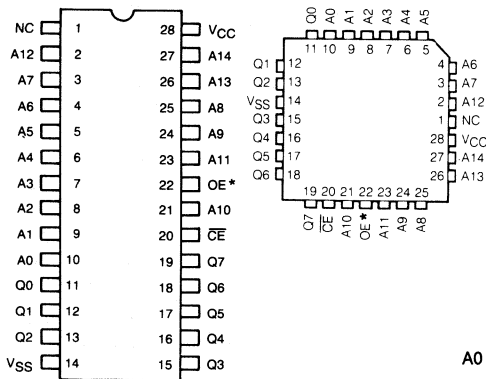 NC 1 28 VCC
A12 2 27 A14
A7 3 26 A13
A6 4 25 A8
A5 5 24 A9
A4 6 23 A11
A3 7 22 OE*
A2 8 21 A10
A1 9 20 CE
A0 10 19 Q7
Q0 11 18 Q6
Q1 12 17 Q5
Q2 13 16 Q4
VSS 14 15 Q3
Q0 A0 A1 A2 A3 A4 A5
11 10 9 8 7 6 5
Q1 12 4 A6
Q2 13 3 A7
VSS 14 2 A12
Q3 15 1 NC
Q4 16 28 VCC
Q5 17 27 A14
Q6 18 26 A13
19 20 21 22 23 24 25
Q7 CE A10 OE* A11 A9 A8
A0